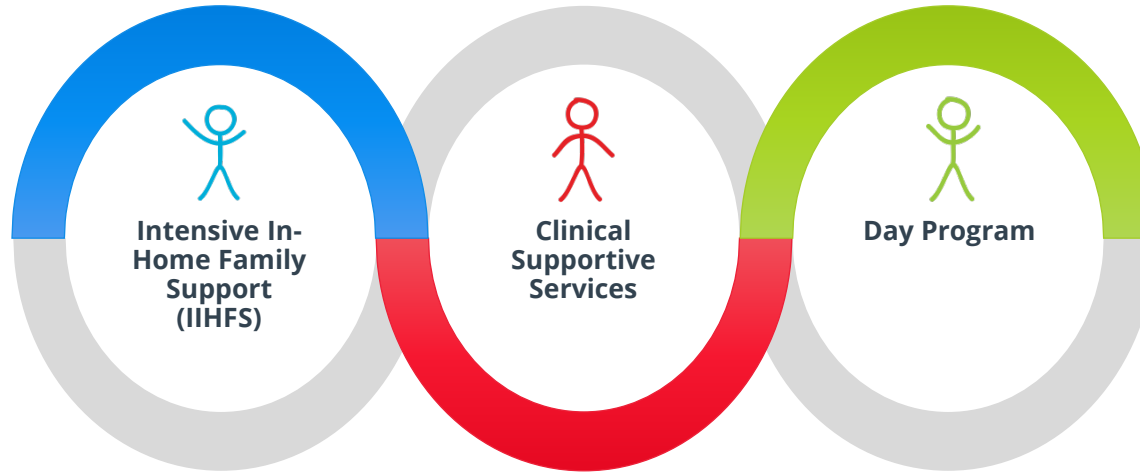 Intensive In-
Home Family
Support
(IIHFS)
Clinical
Supportive
Services
Day Program